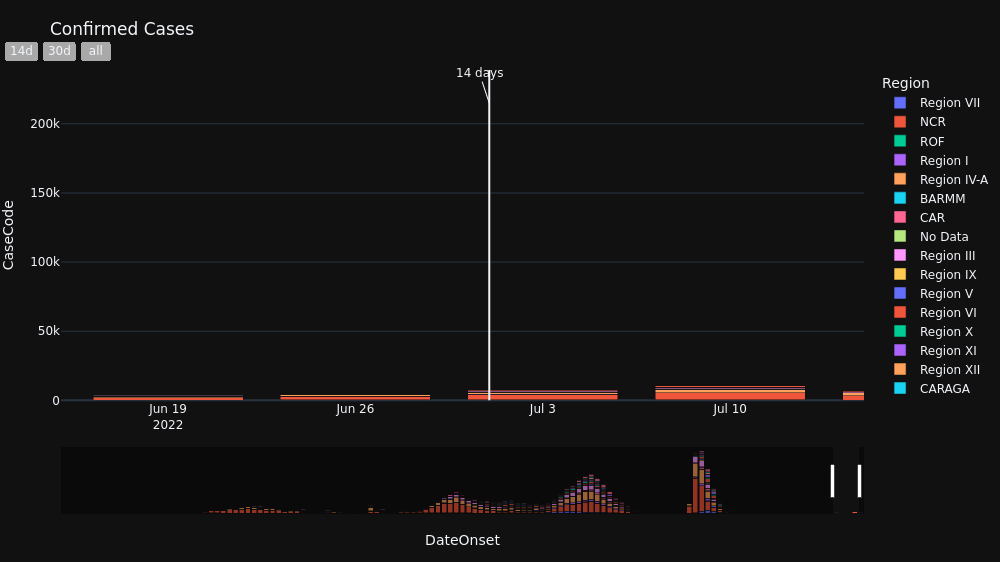 Confirmed Cases
14d 30d all
14 days
Region
Region VII
NCR
ROF
Region I
Region IV-A
BARMM
CAR
No Data
Region III
Region IX
Region V
Region VI
Region X
Region XI
Region XII
CARAGA
CaseCode
200k
150k
100k
50k
0
Jun 19
2022
Jun 26
Jul 3
Jul 10
DateOnset